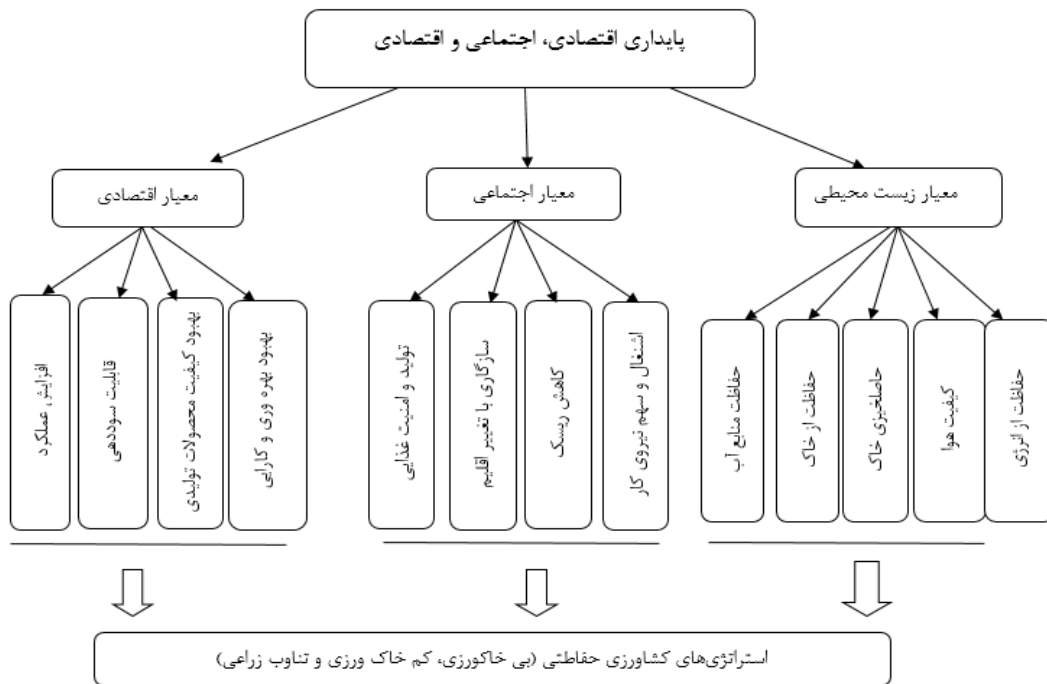 پایداری اقتصادی، اجتماعی و اقتصادی
معیار زیست محیطی
معیار اجتماعی
معیار اقتصادی
حفاظت از انرژی
کیفیت هوا
حاصلخیزی خاک
حفاظت از خاک
حفاظت منابع آب
اشتغال و سهم نیروی کار
کاهش ریسک
سازگاری با تغییر اقلیم
تولید و امنیت غذایی
بهبود بهره وری و کارایی
بهبود کیفیت محصولات تولیدی
قابلیت سوددهی
افزایش عملکرد
استراتژی‌های کشاورزی حفاظتی (بی خاکورزی، کم خاک ورزی و تناوب زراعی)